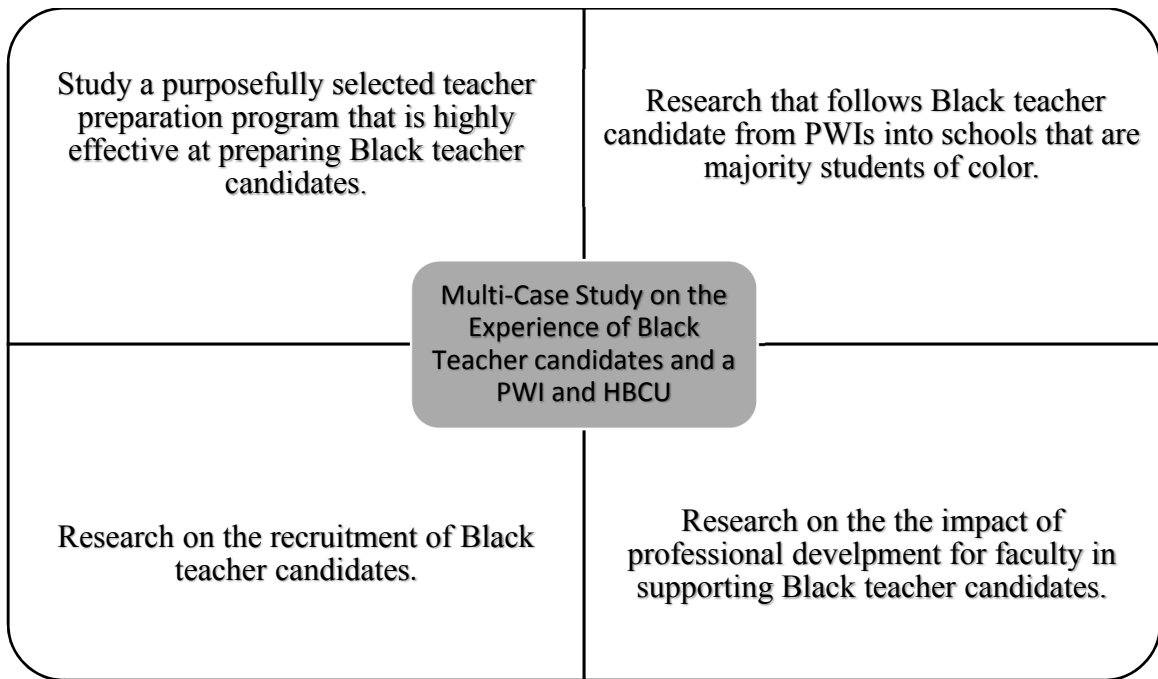 Study a purposefully selected teacher
preparation program that is highly
effective at preparing Black teacher
candidates.
Research that follows Black teacher
candidate from PWIs into schools that are
majority students of color.
Multi-Case Study on the
Experience of Black
Teacher candidates and a
PWI and HBCU
Research on the recruitment of Black
teacher candidates.
Research on the the impact of
professional develpment for faculty in
supporting Black teacher candidates.